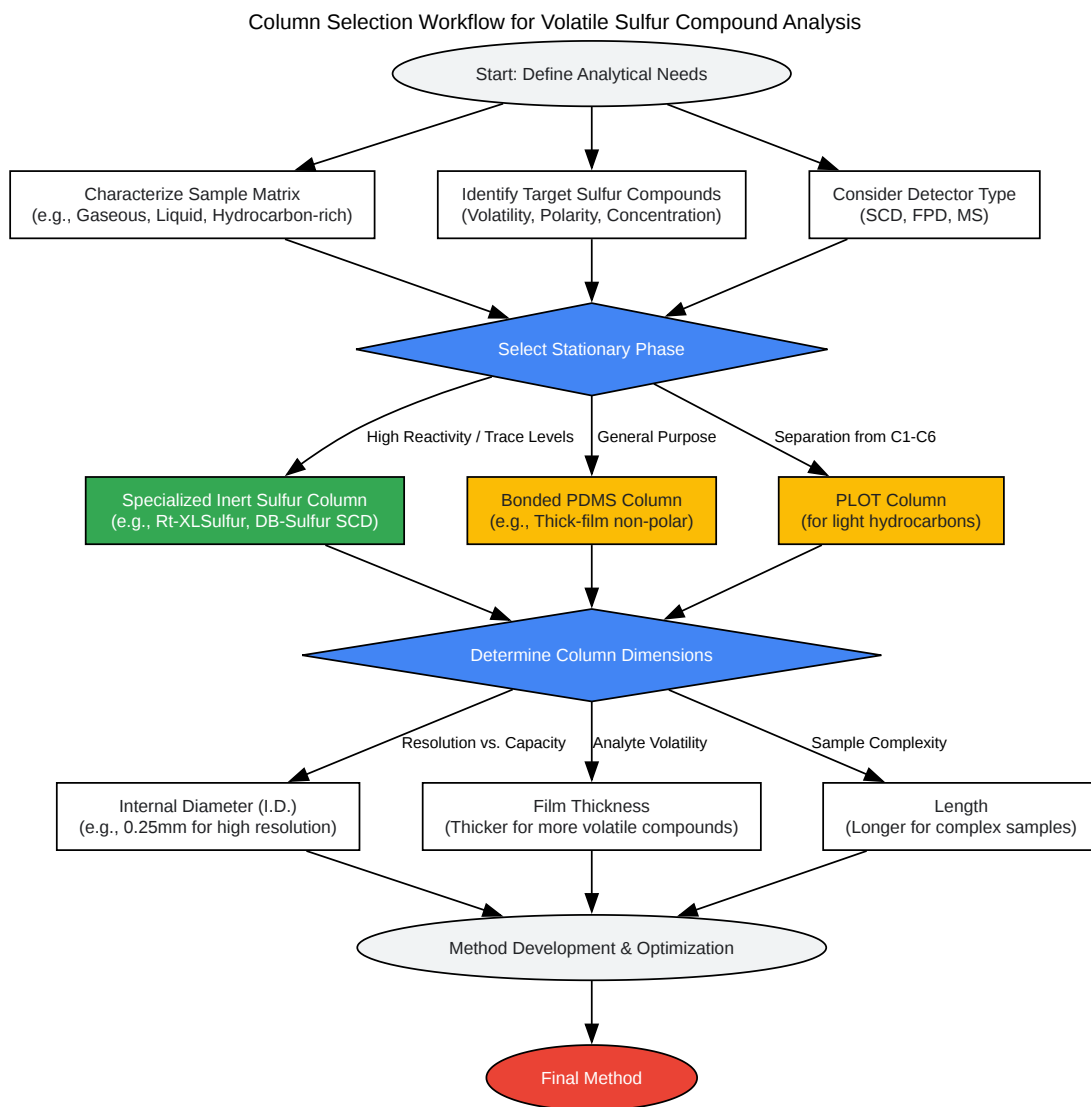 Column Selection Workflow for Volatile Sulfur Compound Analysis
Start: Define Analytical Needs
Characterize Sample Matrix
(e.g., Gaseous, Liquid, Hydrocarbon-rich)
Identify Target Sulfur Compounds
(Volatility, Polarity, Concentration)
Consider Detector Type
(SCD, FPD, MS)
Select Stationary Phase
High Reactivity / Trace Levels
General Purpose
Separation from C1-C6
Specialized Inert Sulfur Column
(e.g., Rt-XLSulfur, DB-Sulfur SCD)
Bonded PDMS Column
(e.g., Thick-film non-polar)
PLOT Column
(for light hydrocarbons)
Determine Column Dimensions
Resolution vs. Capacity
Analyte Volatility
Sample Complexity
Internal Diameter (I.D.)
(e.g., 0.25mm for high resolution)
Film Thickness
(Thicker for more volatile compounds)
Length
(Longer for complex samples)
Method Development & Optimization
Final Method